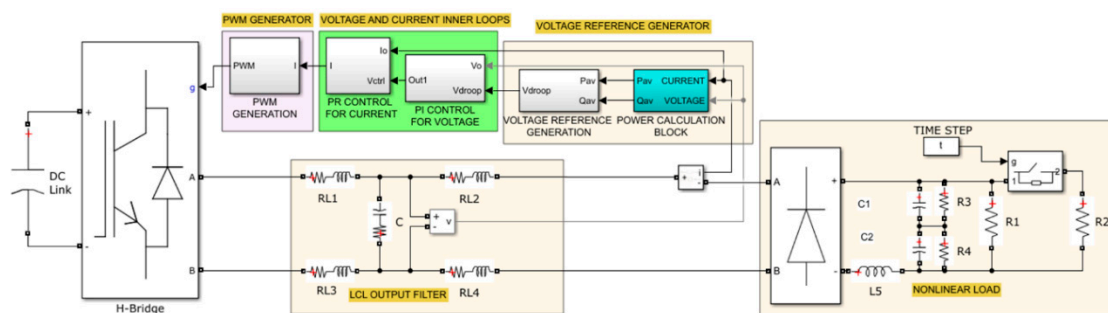 PWM GENERATOR
VOLTAGE AND CURRENT INNER LOOPS
VOLTAGE REFERENCE GENERATOR
g
A
B
+
-
DC
Link
H-Bridge
PWM
I
PWM
GENERATION
I
Io
Vctrl
PR CONTROL
FOR CURRENT
Vo
Out1
Vdroop
PI CONTROL
FOR VOLTAGE
Vdroop
Pav
Qav
VOLTAGE REFERENCE
GENERATION
Pav
CURRENT
Qav
VOLTAGE
POWER CALCULATION
BLOCK
RL1
RL2
C
+
-
v
RL3
RL4
LCL OUTPUT FILTER
+
-
i
TIME STEP
t
g
1
2
A
B
+
-
C1
C2
R3
R4
R1
R2
L5
NONLINEAR LOAD